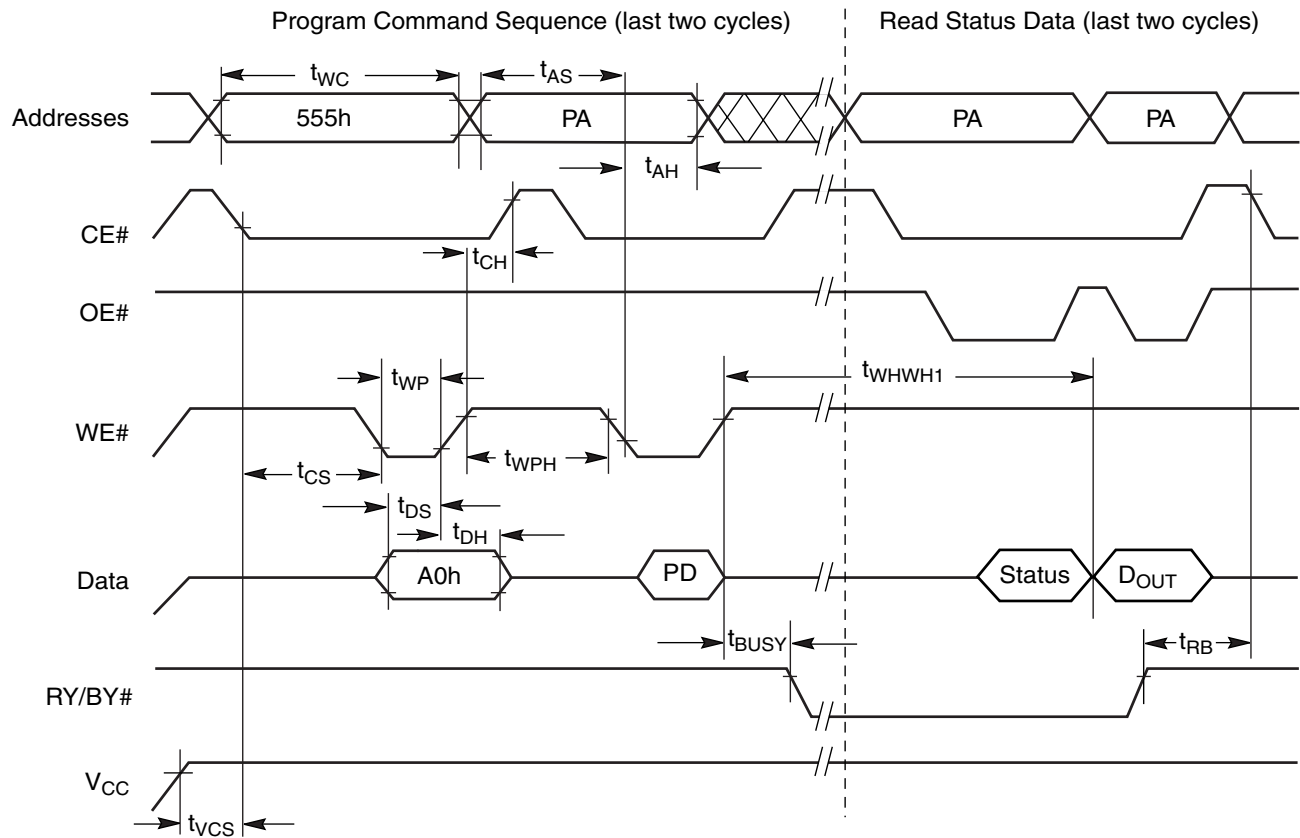 Program Command Sequence (last two cycles)
Read Status Data (last two cycles)
tWC
tAS
Addresses
555h
PA
PA
PA
tAH
CE#
tCH
OE#
tWP
tWHWH1
WE#
tCS
tWPH
tDS
tDH
Data
A0h
PD
Status
DOUT
tBUSY
tRB
RY/BY#
VCC
tVCS